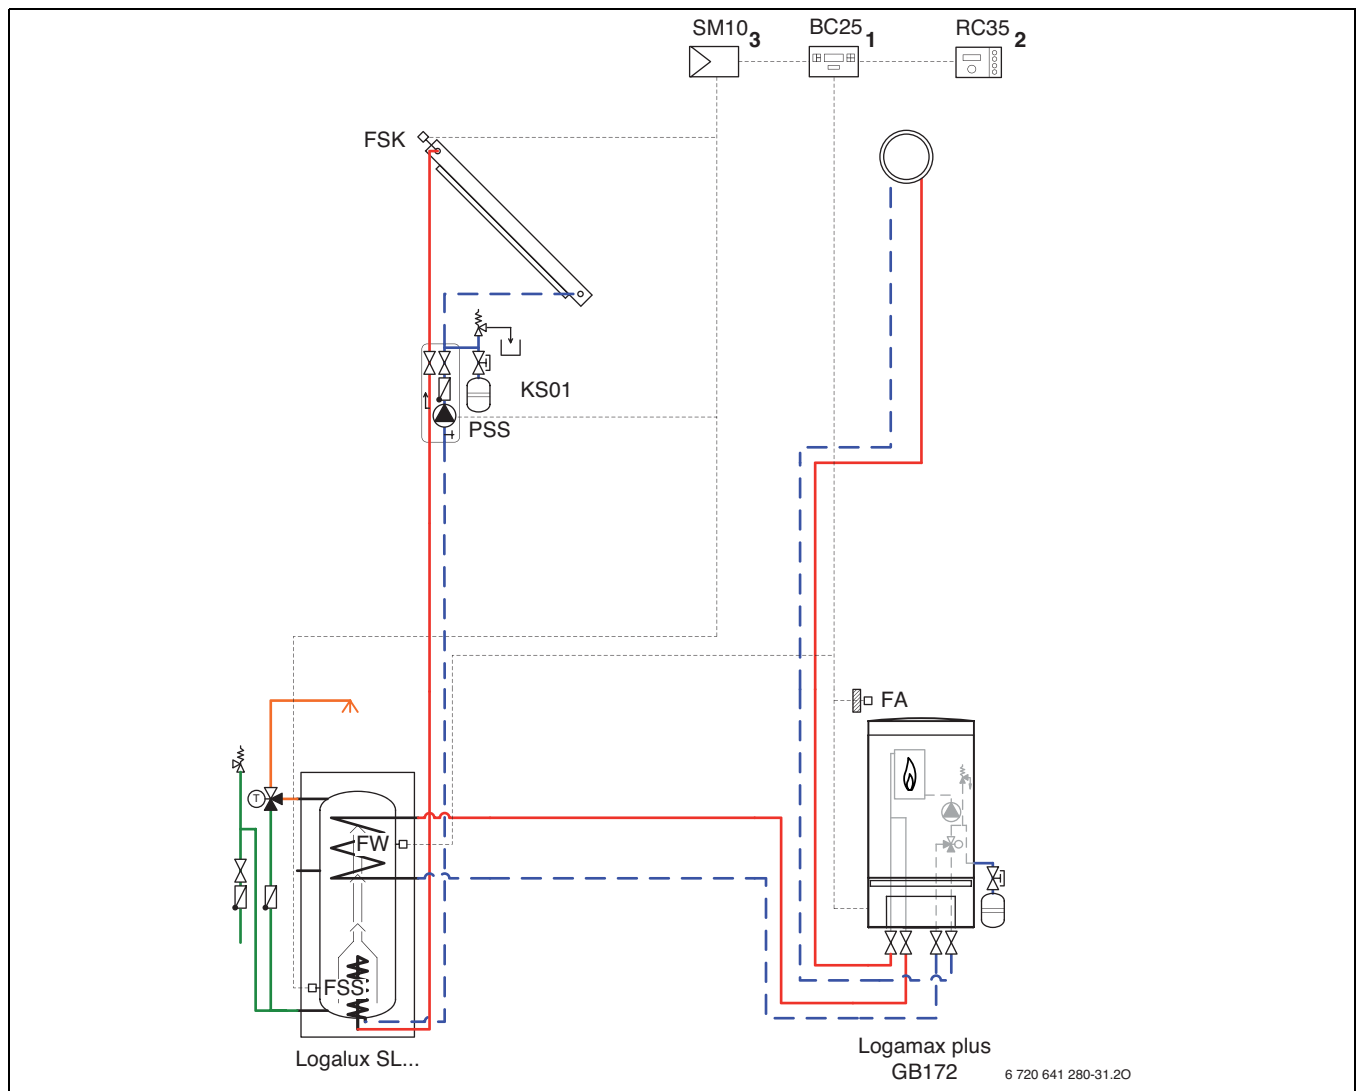 SM10 3
BC25 1
RC35 2
FSK
KS01
PSS
FA
T
FW
FSS
Logalux SL...
Logamax plus
GB172
6 720 641 280-31.2O